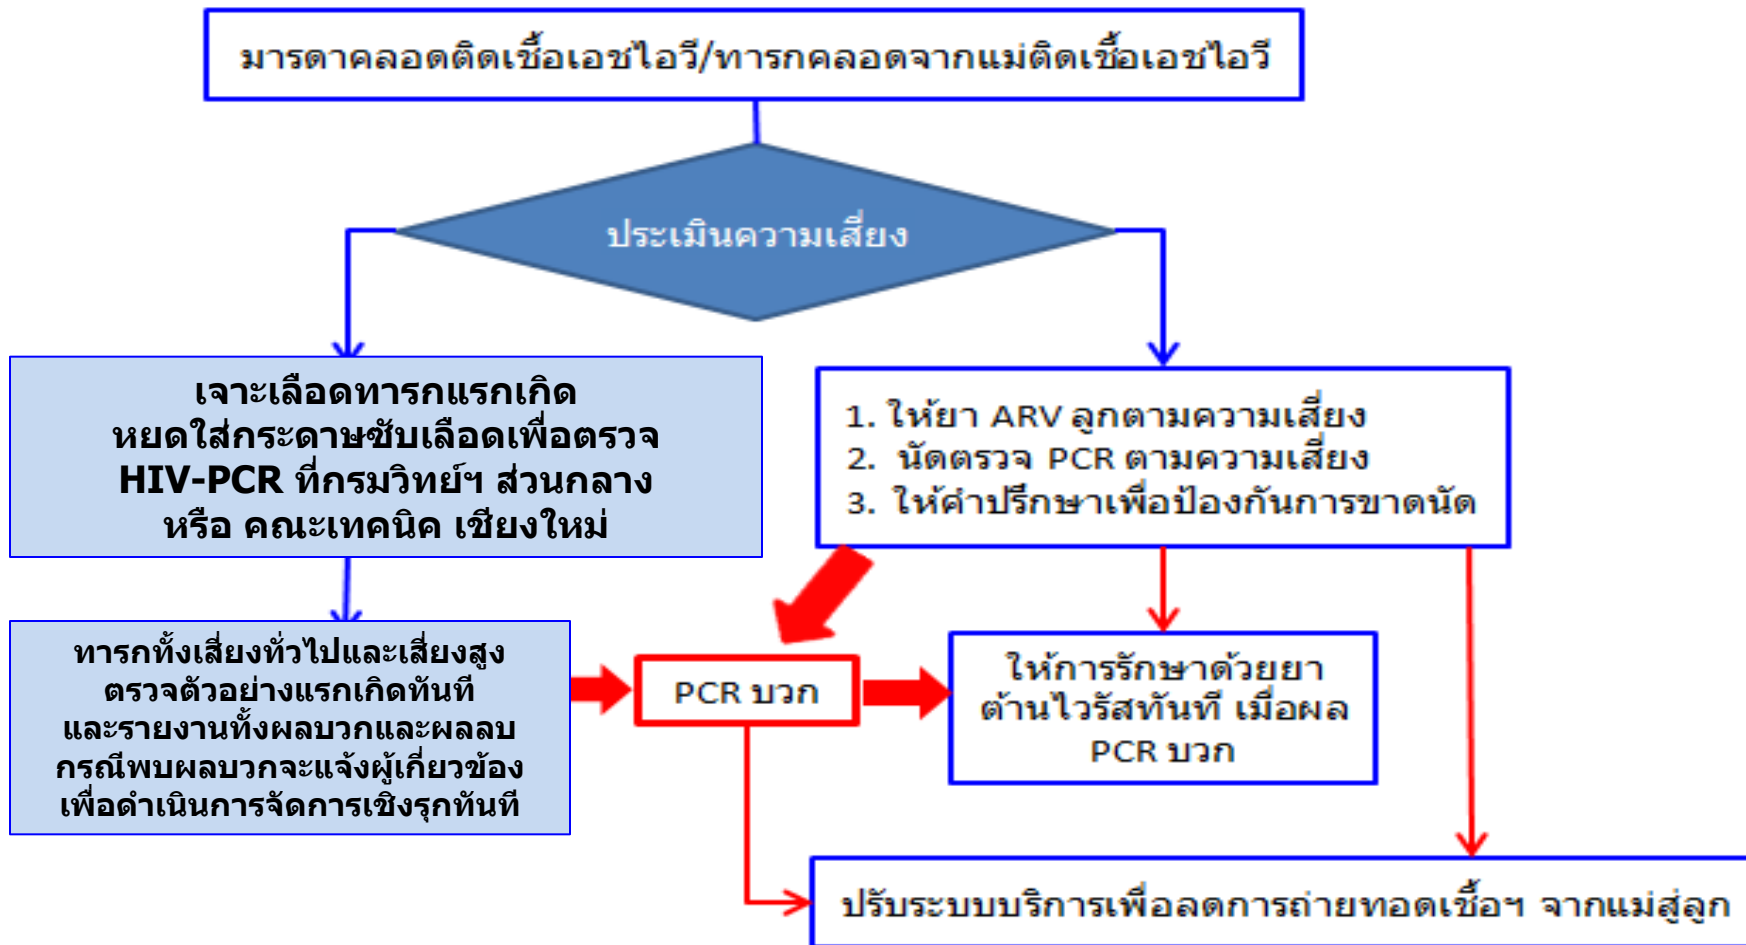 มารดาคลอดติดเชื้อเอชไอวี/ทารกคลอดจากแม่ติดเชื้อเอชไอวี
ประเมินความเสี่ยง
เจาะเลือดทารกแรกเกิด
หยดใส่กระดาษซับเลือดเพื่อตรวจ
HIV-PCR ที่กรมวิทย์ฯ ส่วนกลาง
หรือ คณะเทคนิค เชียงใหม่
1. ให้ยา ARV ลูกตามความเสี่ยง
2. นัดตรวจ PCR ตามความเสี่ยง
3. ให้คำปรึกษาเพื่อป้องกันการขาดนัด
ทารกทั้งเสี่ยงทั่วไปและเสี่ยงสูง
ตรวจตัวอย่างแรกเกิดทันที
และรายงานทั้งผลบวกและผลลบ
กรณีพบผลบวกจะแจ้งผู้เกี่ยวข้อง
เพื่อดำเนินการจัดการเชิงรุกทันที
PCR บวก
ให้การรักษาด้วยยา
ต้านไวรัสทันที เมื่อผล
PCR บวก
ปรับระบบบริการเพื่อลดการถ่ายทอดเชื้อฯ จากแม่สู่ลูก